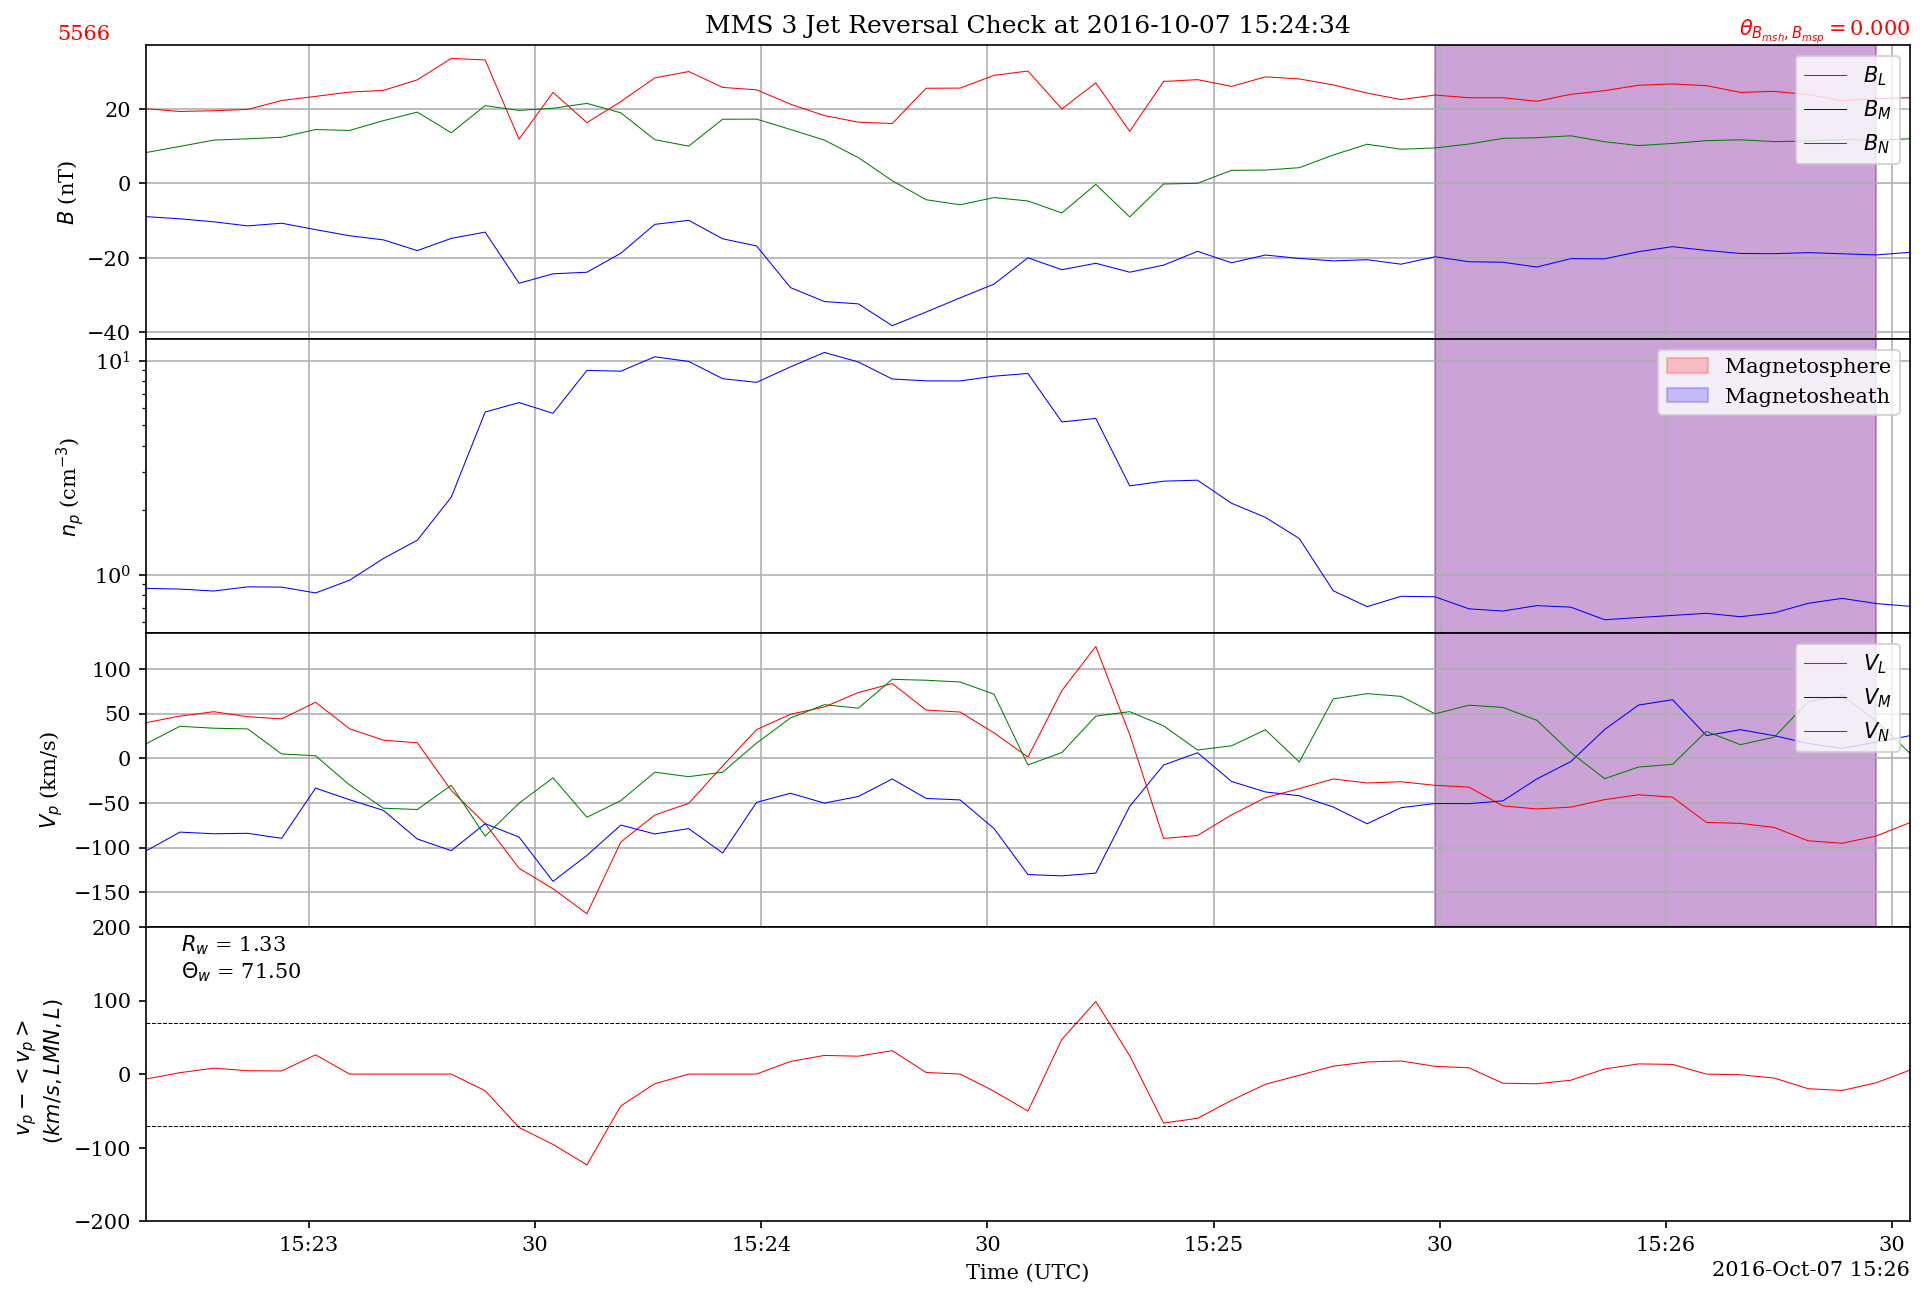 5566
MMS 3 Jet Reversal Check at 2016-10-07 15:24:34
θ_{B_{msh}, B_{msp}} = 0.000
B (nT)
20
0
−20
−40
B_L
B_M
B_N
n_p (cm^{−3})
10^1
10^0
Magnetosphere
Magnetosheath
V_p (km/s)
100
50
0
−50
−100
−150
V_L
V_M
V_N
v_p − < v_p >
(km/s, LMN, L)
200
100
0
−100
−200
R_w = 1.33
Θ_w = 71.50
15:23 30 15:24 30 15:25 30 15:26 30
Time (UTC)
2016-Oct-07 15:26